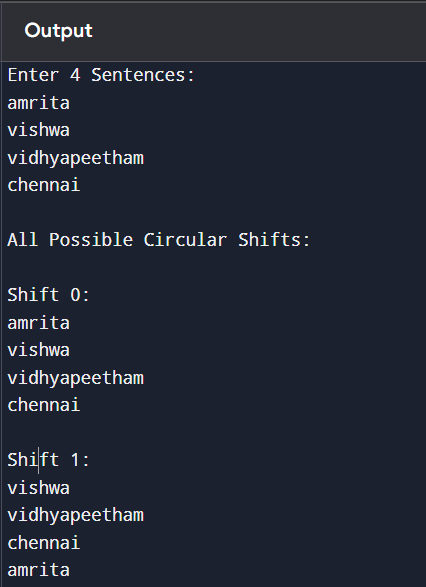 Output
Enter 4 Sentences:
amrita
vishwa
vidhyapeetham
chennai
All Possible Circular Shifts:
Shift 0:
amrita
vishwa
vidhyapeetham
chennai
Shift 1:
vishwa
vidhyapeetham
chennai
amrita